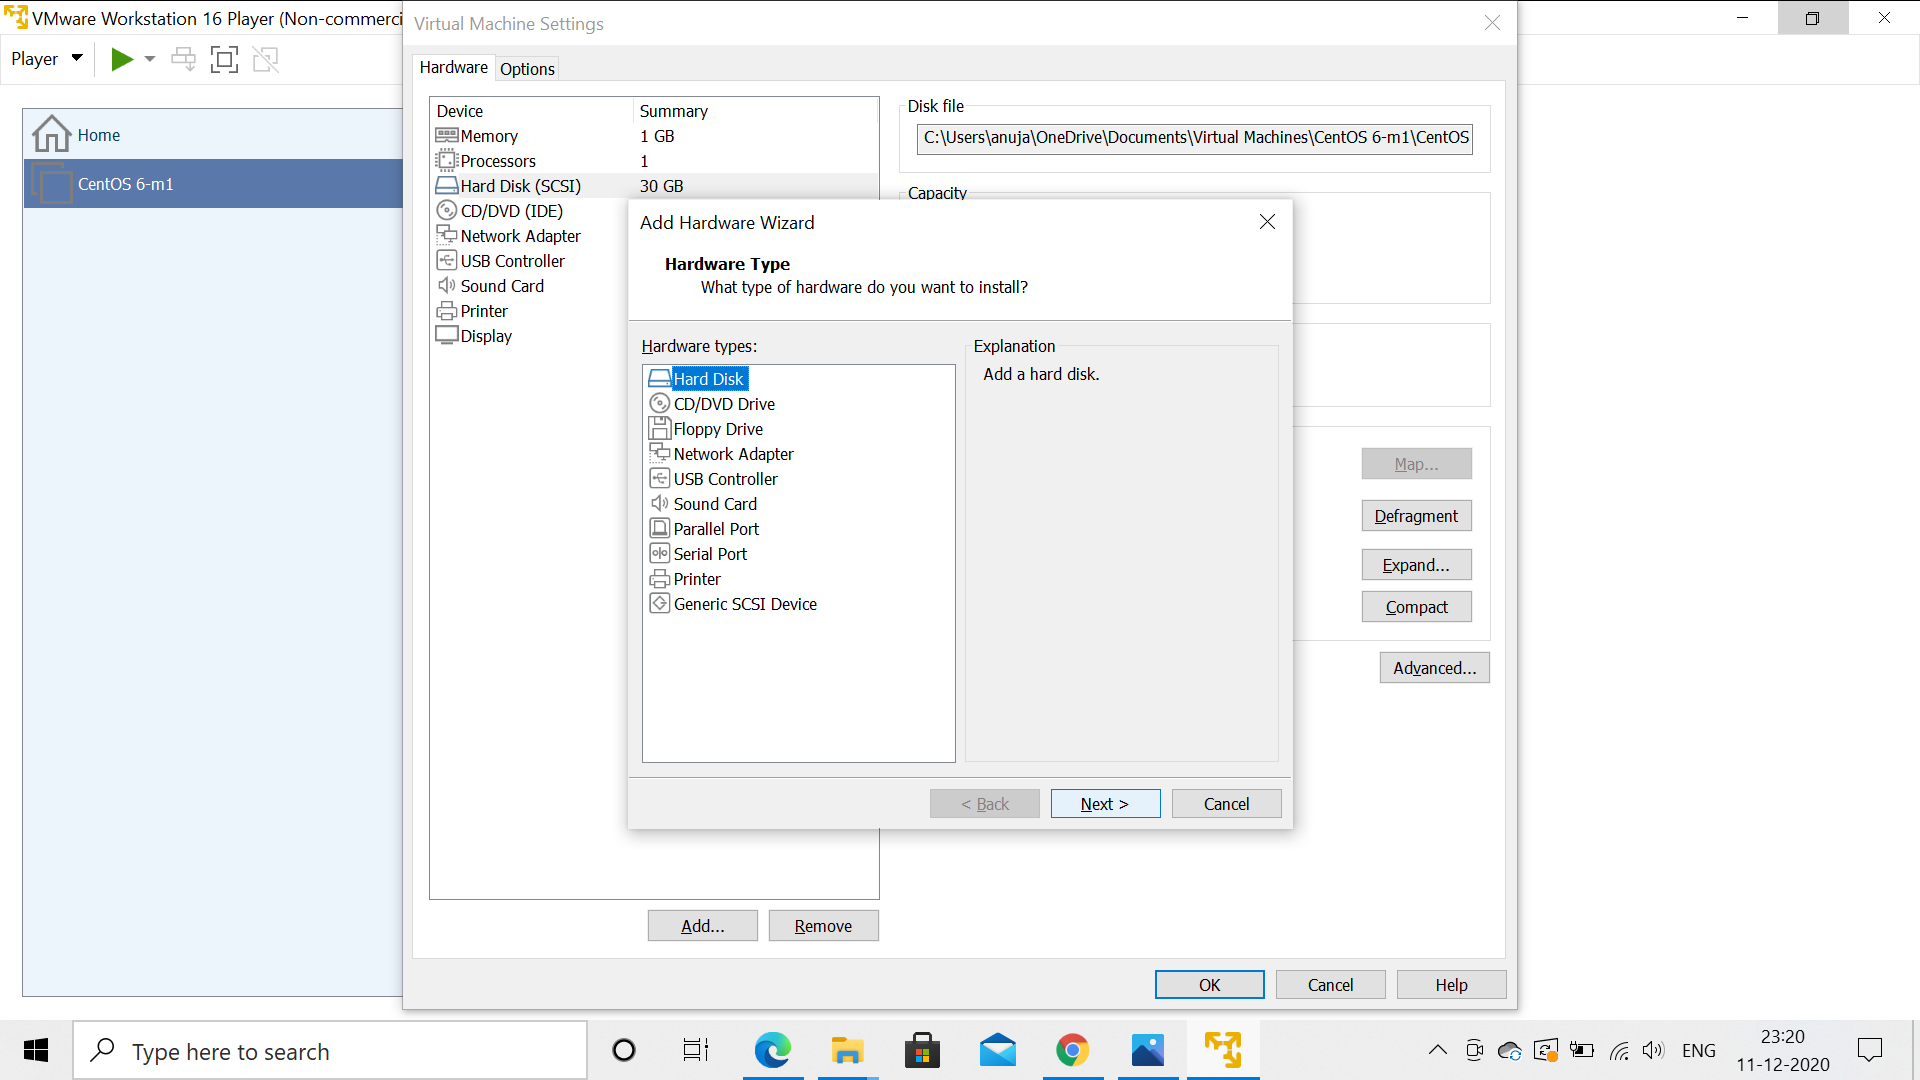 VMware Workstation 16 Player (Non-commerci
Virtual Machine Settings
Player
Hardware
Options
Home
CentOS 6-m1
Device Summary
Memory 1 GB
Processors 1
Hard Disk (SCSI) 30 GB
CD/DVD (IDE)
Network Adapter
USB Controller
Sound Card
Printer
Display
Disk file
C:\Users\anuja\OneDrive\Documents\Virtual Machines\CentOS 6-m1\CentOS
Capacity
Add Hardware Wizard
Hardware Type
What type of hardware do you want to install?
Hardware types:
Hard Disk
CD/DVD Drive
Floppy Drive
Network Adapter
USB Controller
Sound Card
Parallel Port
Serial Port
Printer
Generic SCSI Device
Explanation
Add a hard disk.
< Back
Next >
Cancel
Map...
Defragment
Expand...
Compact
Advanced...
Add...
Remove
OK
Cancel
Help
Type here to search
ENG
23:20
11-12-2020